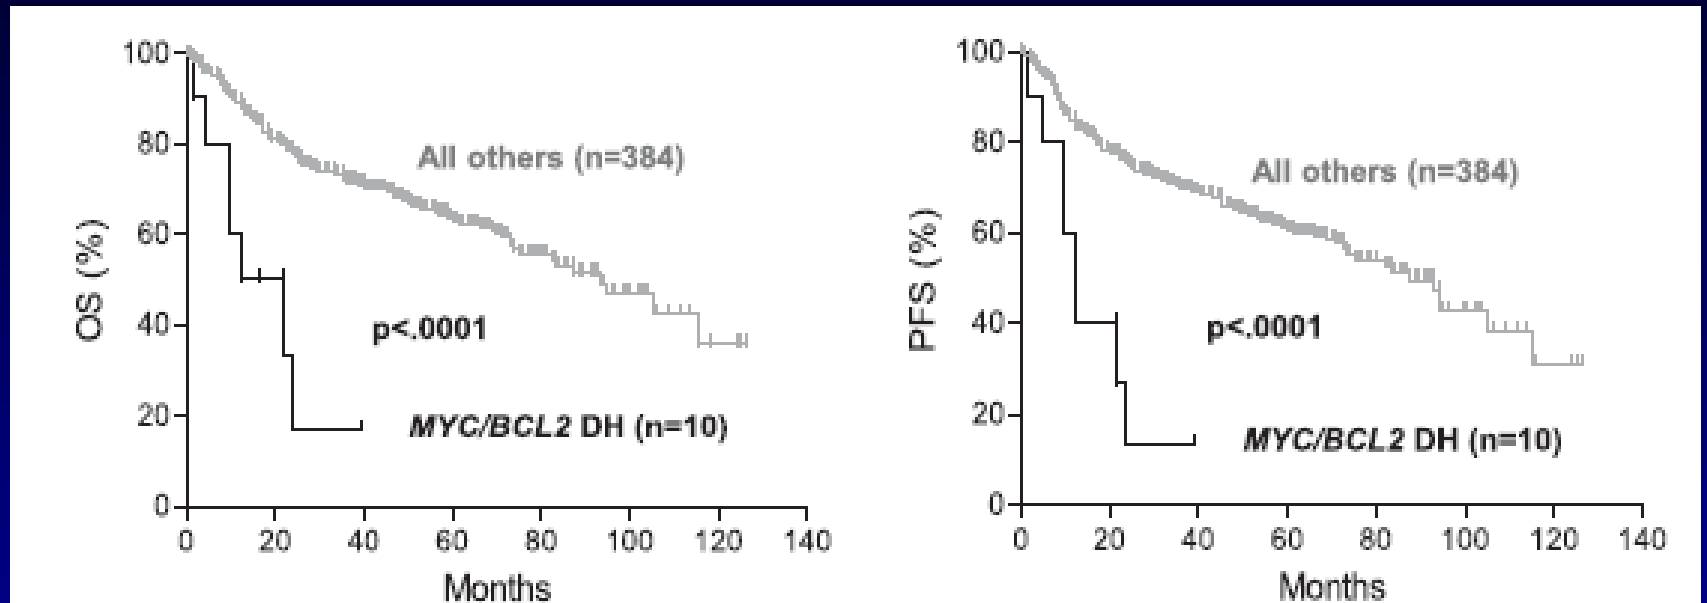 100
80
60
40
20
0
OS (%)
All others (n=384)
p<.0001
MYC/BCL2 DH (n=10)
0 20 40 60 80 100 120 140
Months
100
80
60
40
20
0
PFS (%)
All others (n=384)
p<.0001
MYC/BCL2 DH (n=10)
0 20 40 60 80 100 120 140
Months